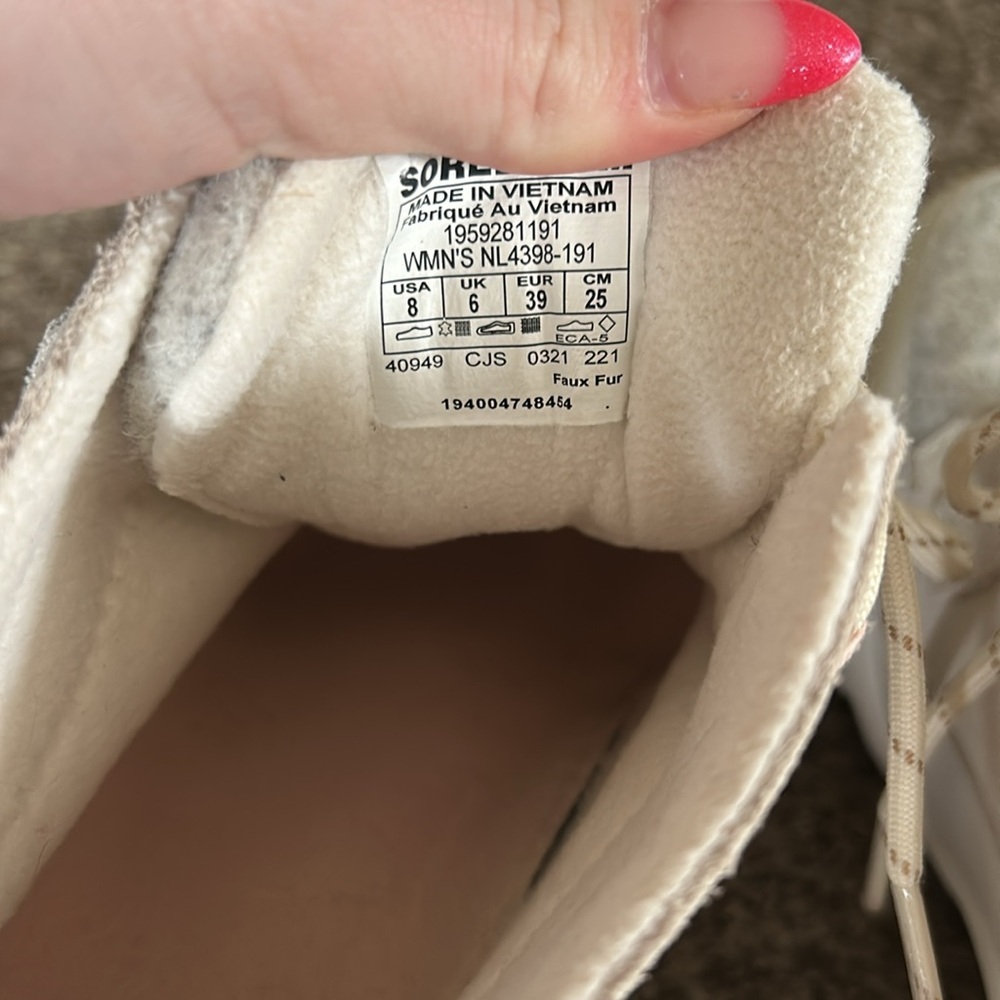 MADE IN VIETNAM
Fabriqué Au Vietnam
1959281191
WMN'S NL4398-191
USA UK EUR CM
8 6 39 25
ECA-5
40949 CJS 0321 221
Faux Fur
194004748454